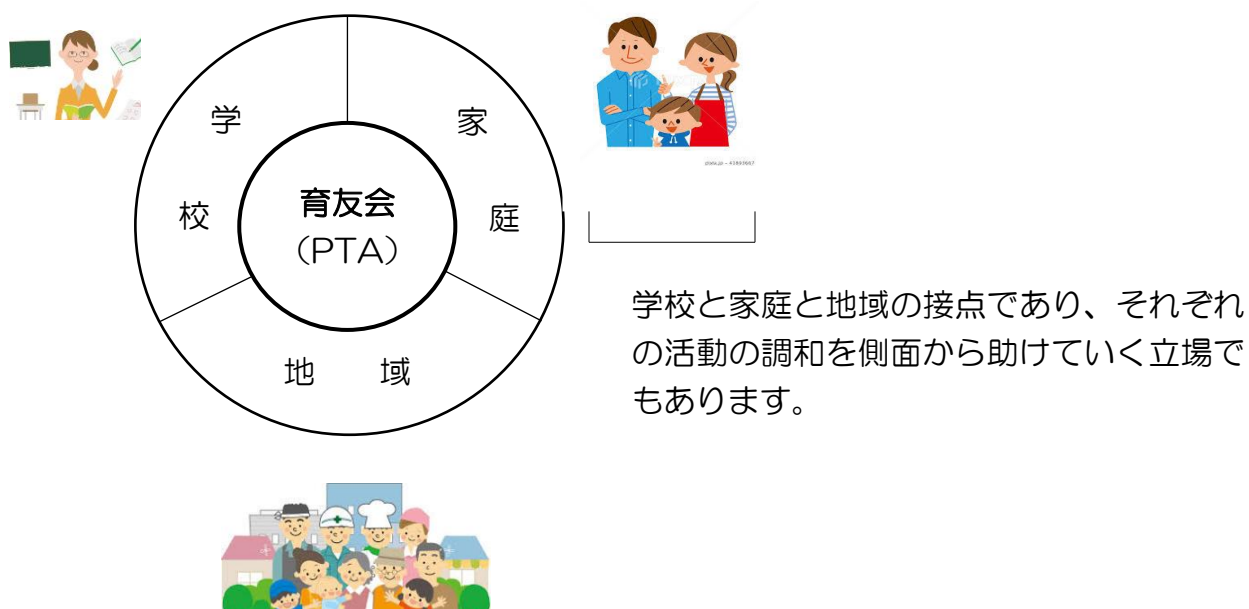 学校
家庭
育友会
(PTA)
地域
学校と家庭と地域の接点であり、それぞれ
の活動の調和を側面から助けていく立場で
もあります。